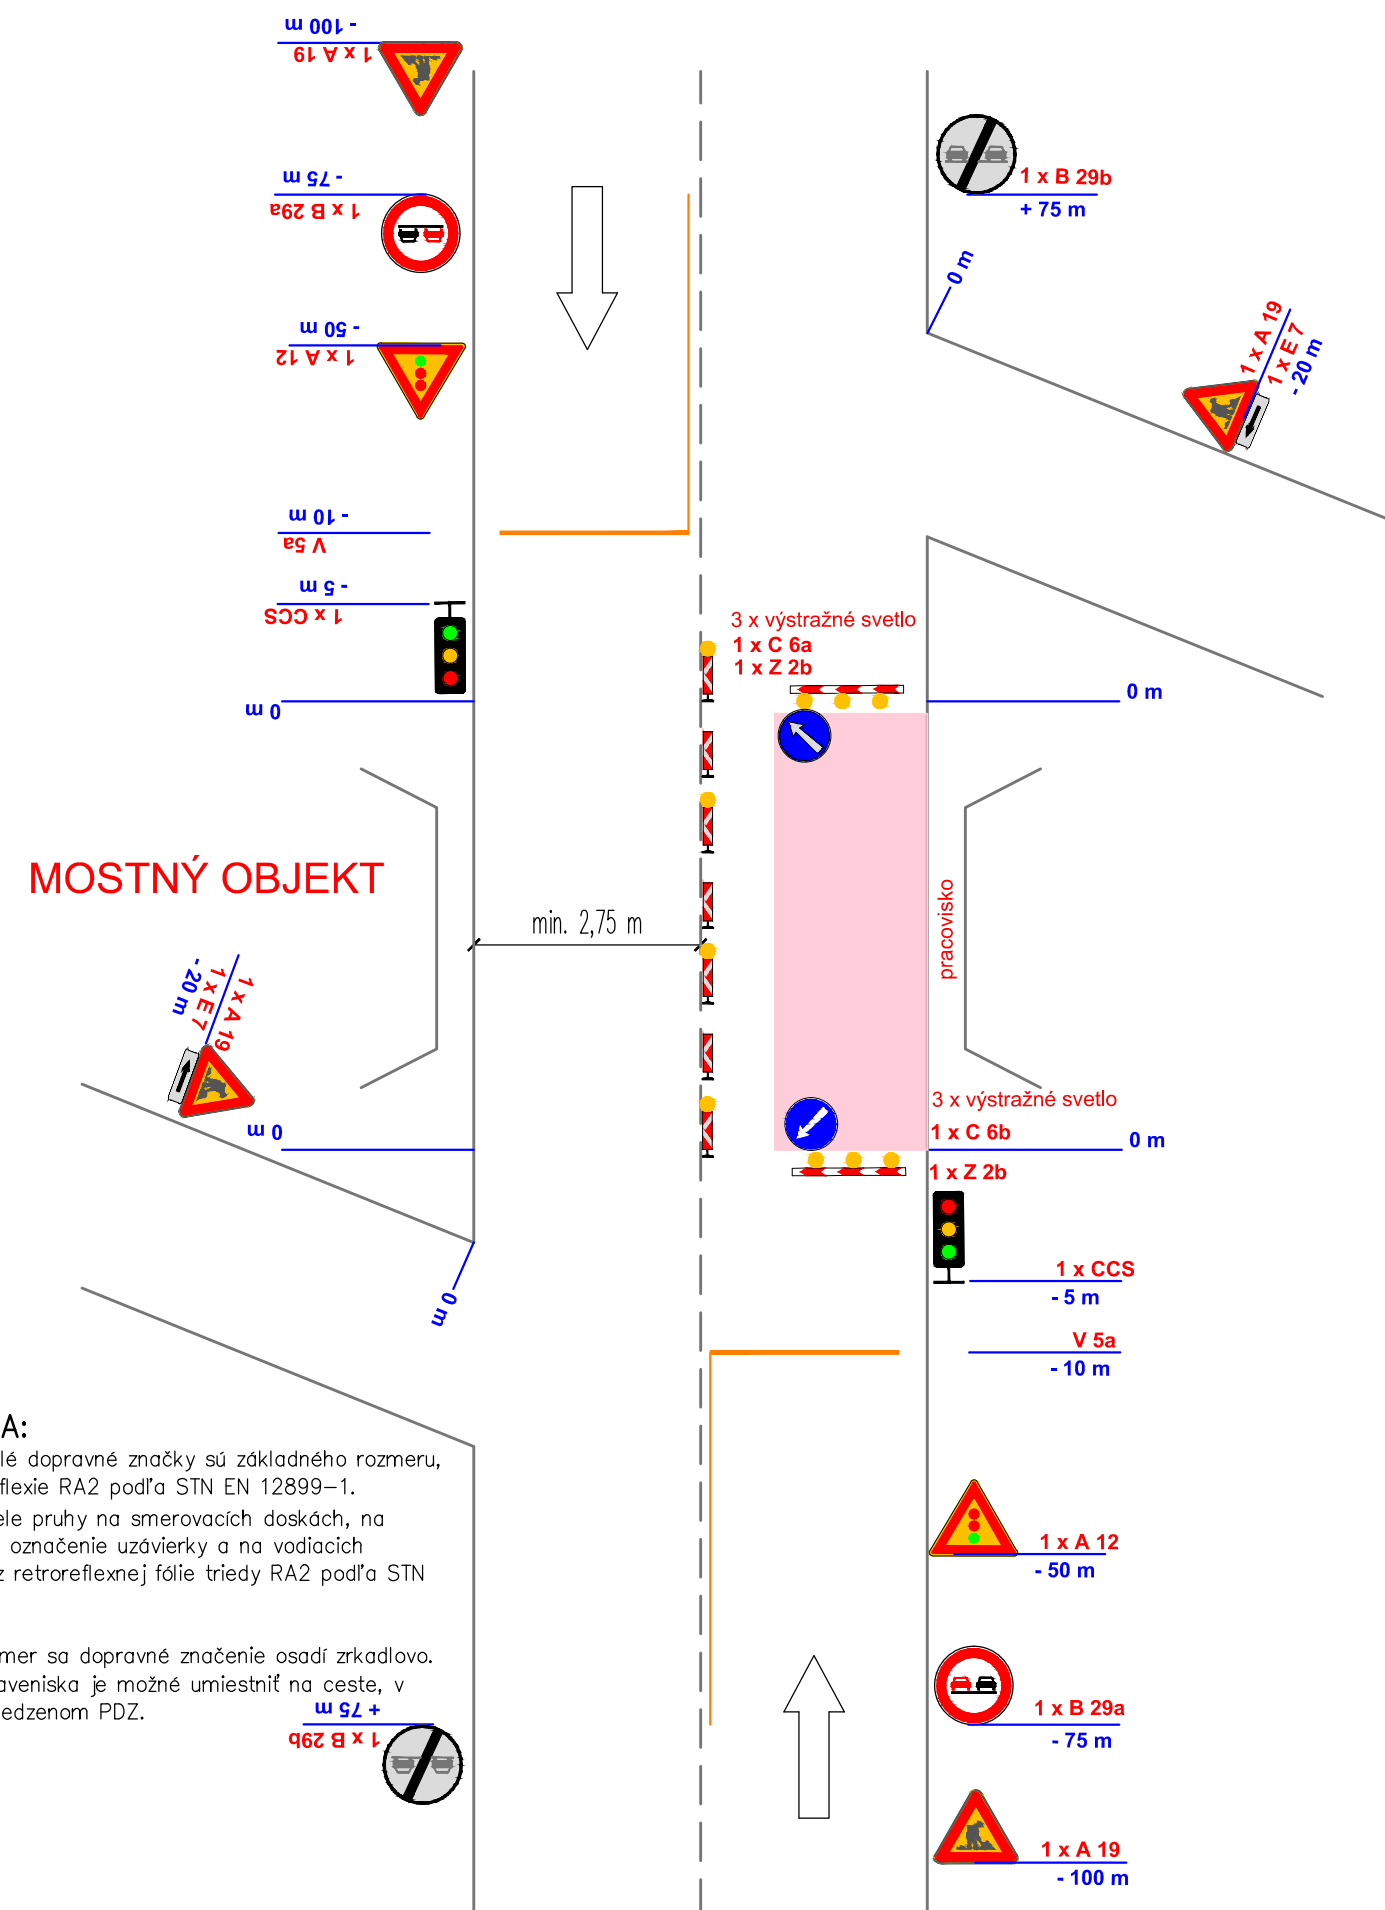 - 100 m
1 x A 19
- 75 m
1 x B 29a
- 50 m
1 x A 12
- 10 m
V 5a
- 5 m
1 x CCS
0 m
1 x B 29b
+ 75 m
0 m
1 x A 19
1 x E 7
- 20 m
3 x výstražné svetlo
1 x C 6a
1 x Z 2b
0 m
MOSTNÝ OBJEKT
min. 2,75 m
pracovisko
1 x A 19
1 x E 7
- 20 m
0 m
0 m
3 x výstražné svetlo
1 x C 6b
0 m
1 x Z 2b
1 x CCS
- 5 m
V 5a
- 10 m
1 x A 12
- 50 m
1 x B 29a
- 75 m
1 x A 19
- 100 m
A:
lé dopravné značky sú základného rozmeru,
flexie RA2 podľa STN EN 12899-1.
ele pruhy na smerovacích doskách, na
označenie uzávierky a na vodiacich
z retroreflexnej fólie triedy RA2 podľa STN
mer sa dopravné značenie osadí zrkadlovo.
aveniska je možné umiestniť na ceste, v
edzenom PDZ.
+ 75 m
1 x B 29b